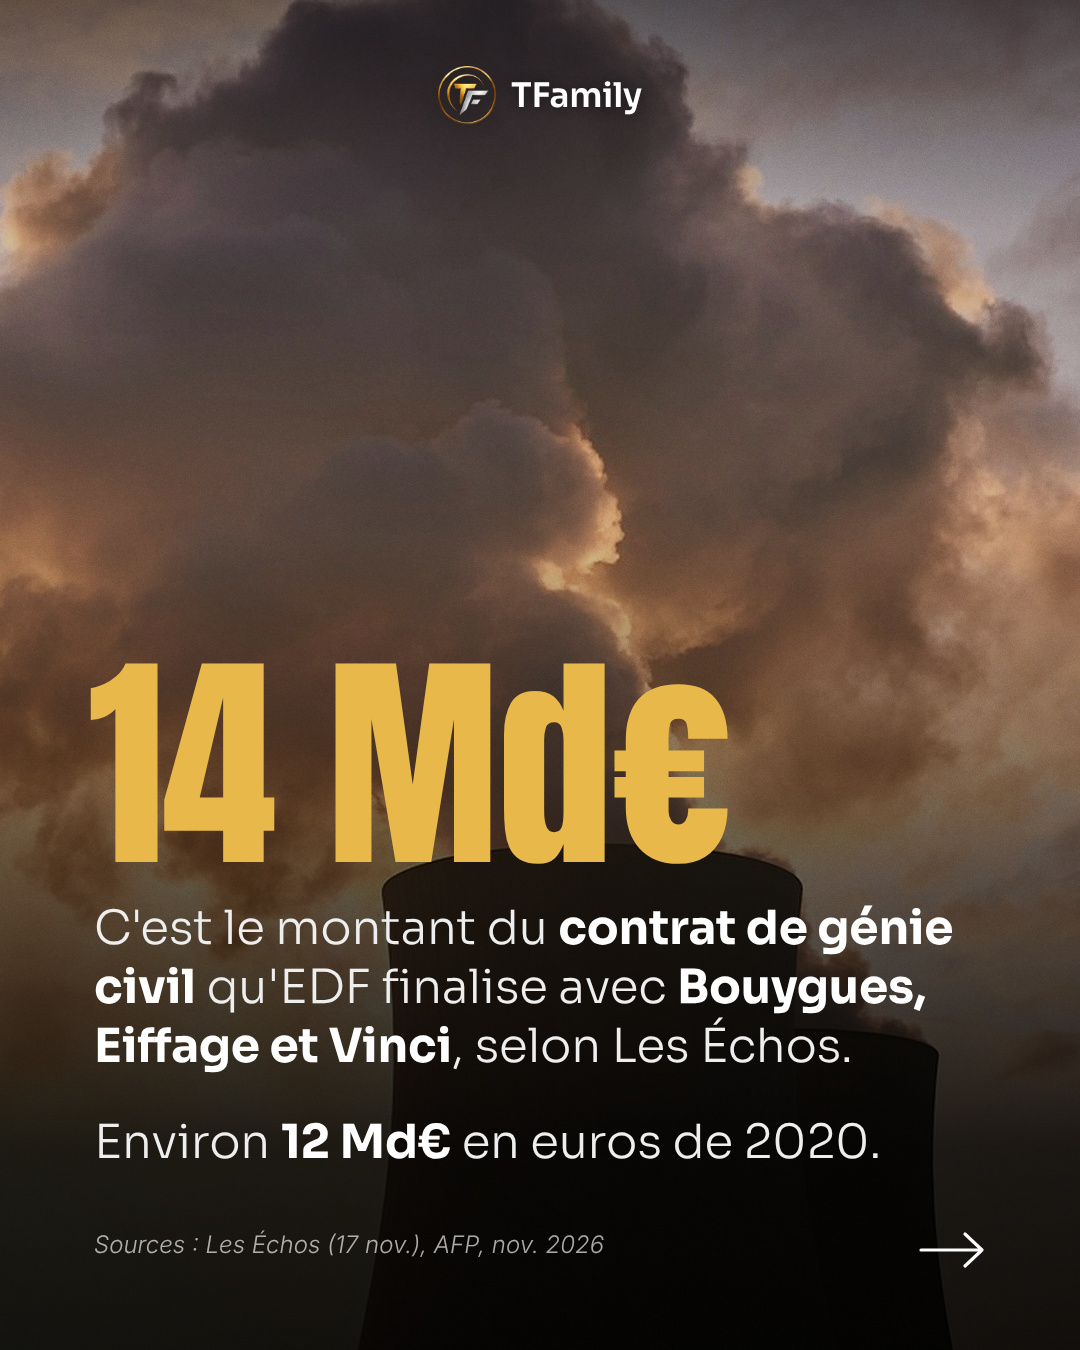 TF TFamily
14 Md€
C'est le montant du contrat de génie
civil qu'EDF finalise avec Bouygues,
Eiffage et Vinci, selon Les Échos.
Environ 12 Md€ en euros de 2020.
Sources : Les Échos (17 nov.), AFP, nov. 2026